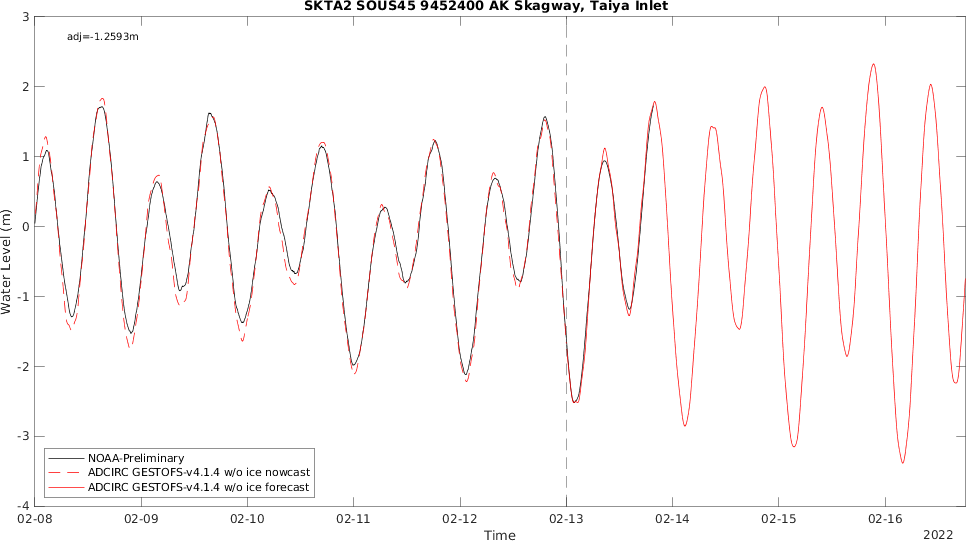 SKTA2 SOUS45 9452400 AK Skagway, Taiya Inlet
adj=-1.2593m
3
2
1
0
-1
-2
-3
-4
Water Level (m)
NOAA-Preliminary
ADCIRC GESTOFS-v4.1.4 w/o ice nowcast
ADCIRC GESTOFS-v4.1.4 w/o ice forecast
02-08 02-09 02-10 02-11 02-12 02-13 02-14 02-15 02-16
Time
2022